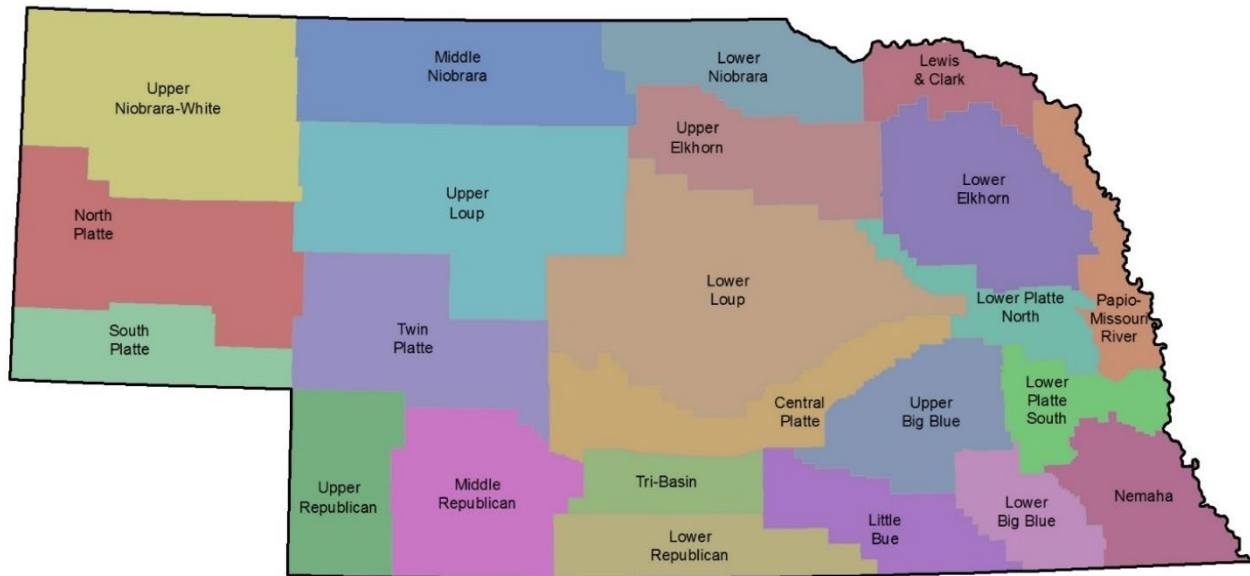 Upper
Niobrara-White
Middle
Niobrara
Lower
Niobrara
Lewis
& Clark
Upper
Elkhorn
Lower
Elkhorn
North
Platte
Upper
Loup
Lower
Loup
Lower Platte
North
Papio-
Missouri
River
South
Platte
Twin
Platte
Central
Platte
Upper
Big Blue
Lower
Platte
South
Upper
Republican
Middle
Republican
Tri-Basin
Lower
Republican
Little
Bue
Lower
Big Blue
Nemaha